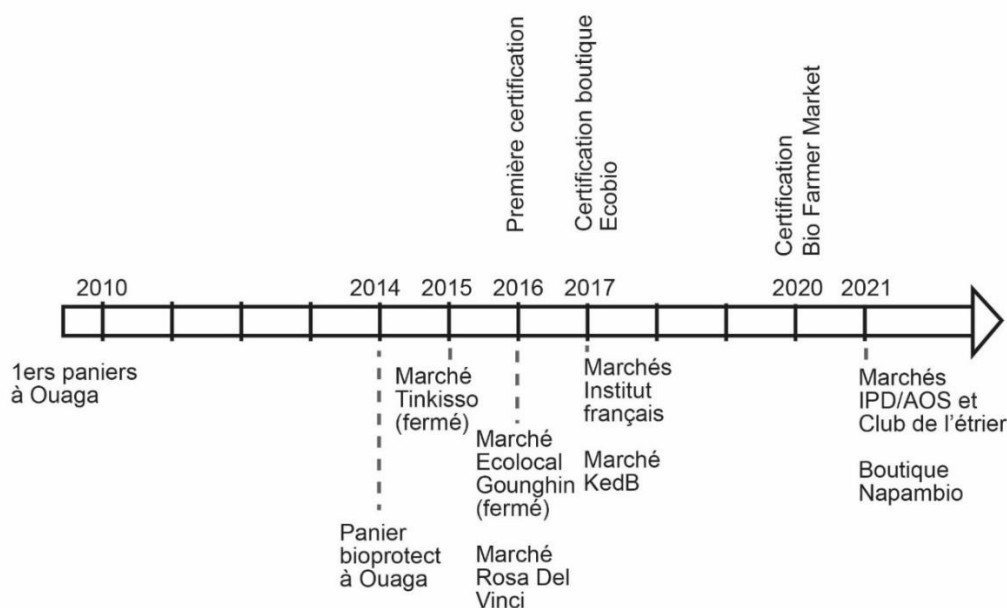 Première certification
Certification boutique
Ecobio
Certification
Bio Farmer Market
2010
2014
2015
2016
2017
2020
2021
1ers paniers
à Ouaga
Panier
bioprotect
à Ouaga
Marché
Tinkisso
(fermé)
Marché
Ecolocal
Gounghin
(fermé)
Marché
Rosa Del
Vinci
Marchés
Institut
français
Marché
KedB
Marchés
IPD/AOS et
Club de l'étrier
Boutique
Napambio